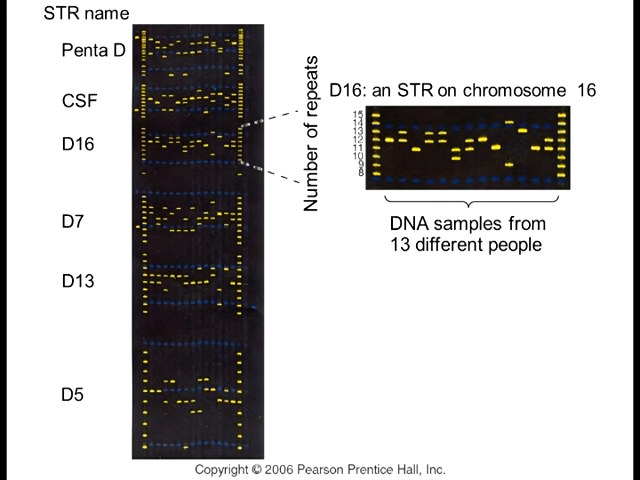 STR name
Penta D
CSF
D16
D7
D13
D5
Number of repeats
D16: an STR on chromosome 16
15
14
13
12
11
10
9
8
DNA samples from
13 different people
Copyright © 2006 Pearson Prentice Hall, Inc.